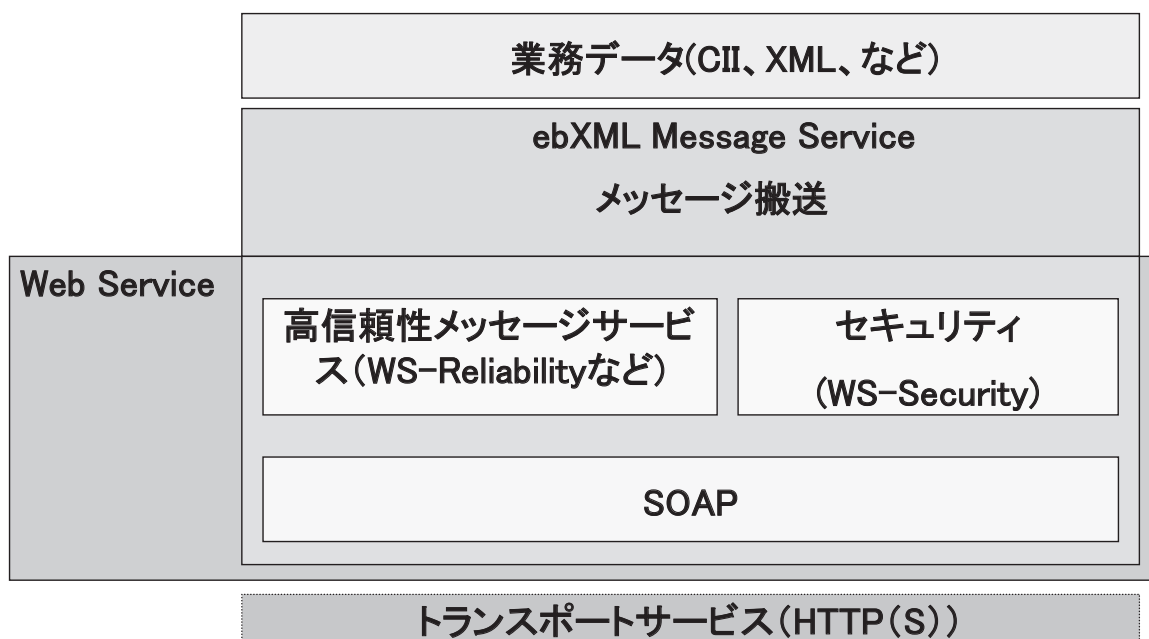 業務データ(CII、XML、など)
ebXML Message Service
メッセージ搬送
Web Service
高信頼性メッセージサービ
ス(WS-Reliabilityなど)
セキュリティ
(WS-Security)
SOAP
トランスポートサービス(HTTP(S))